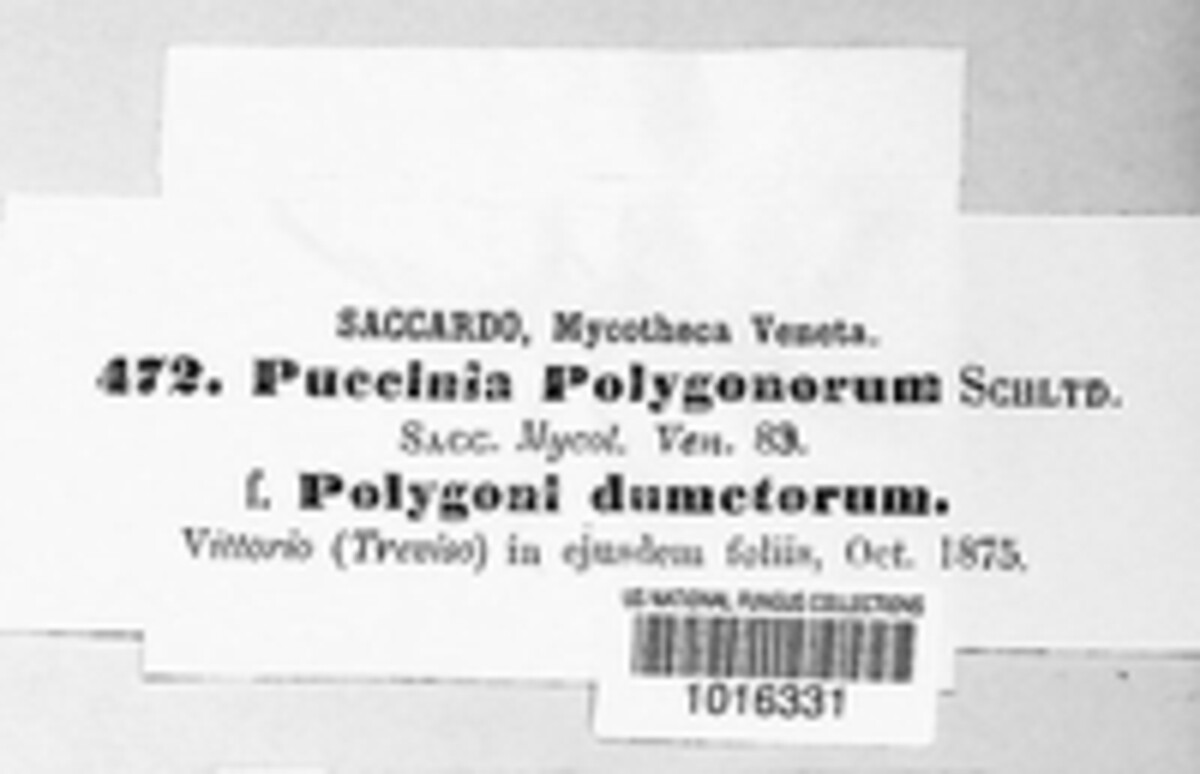 SACCARDO, Mycotheca Veneta.
472. Puccinia Polygonorum SCHLTD.
SACC. Mycol. Ven. 83.
f. Polygoni dumetorum.
Vittorio (Treviso) in ejusdem foliis, Oct. 1875.
US NATIONAL FUNGUS COLLECTIONS
1016331